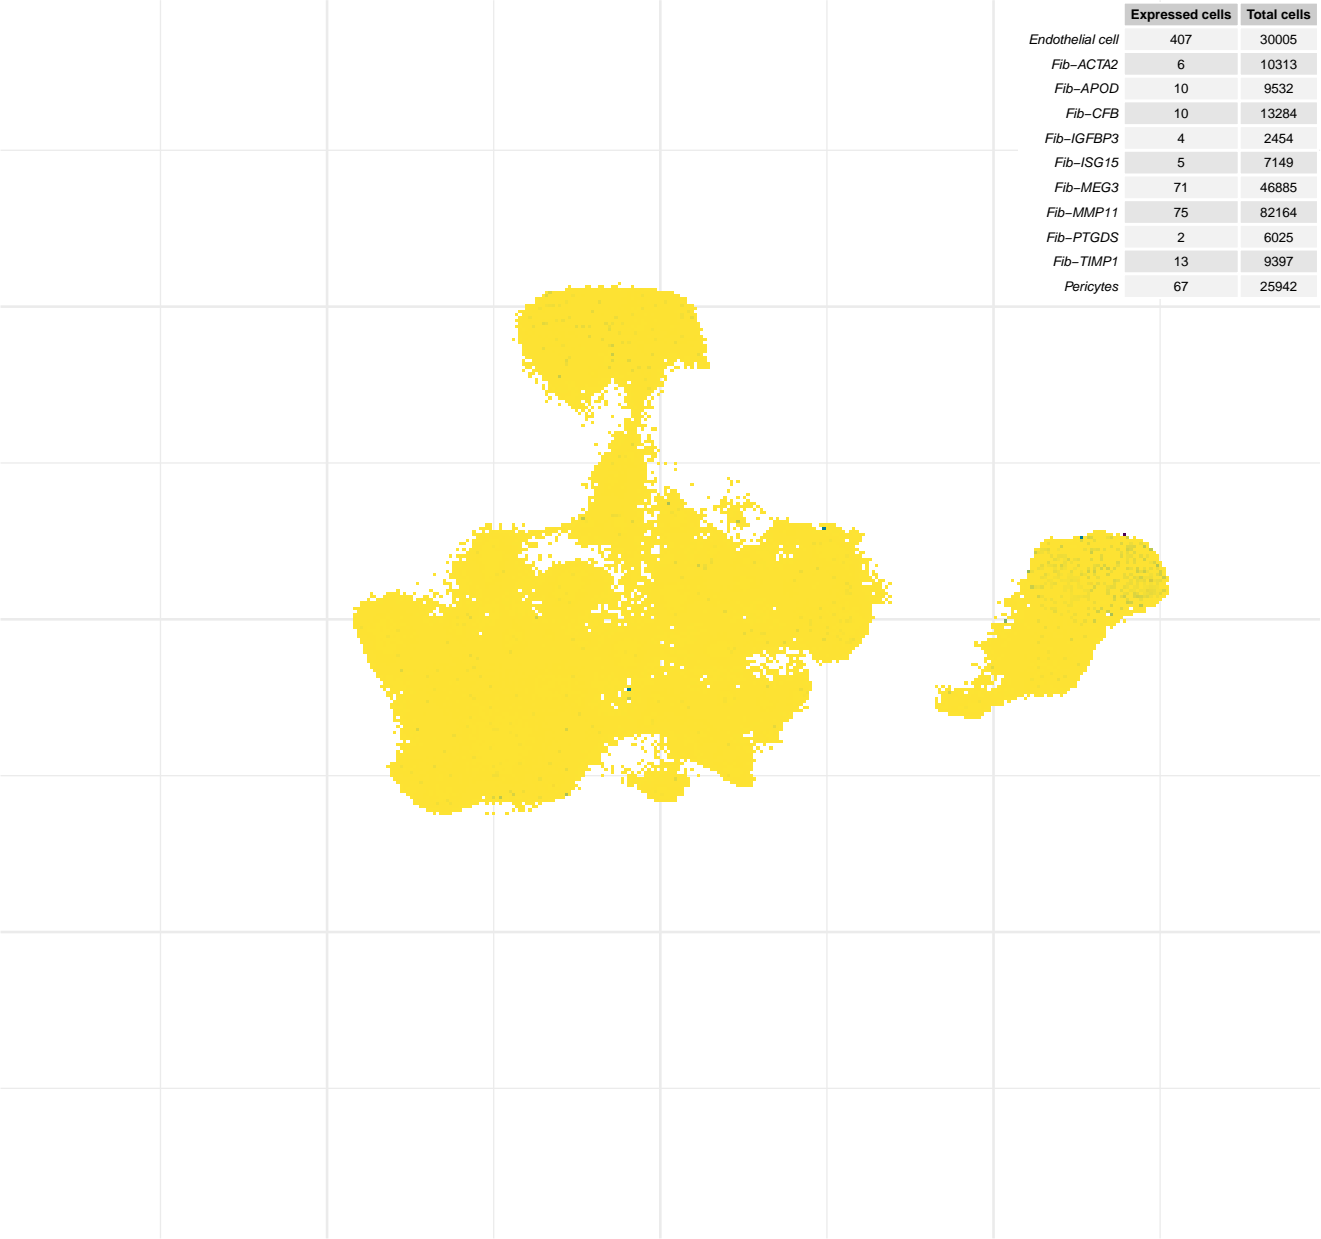 Expressed cells Total cells
Endothelial cell 407 30005
Fib−ACTA2 6 10313
Fib−APOD 10 9532
Fib−CFB 10 13284
Fib−IGFBP3 4 2454
Fib−ISG15 5 7149
Fib−MEG3 71 46885
Fib−MMP11 75 82164
Fib−PTGDS 2 6025
Fib−TIMP1 13 9397
Pericytes 67 25942